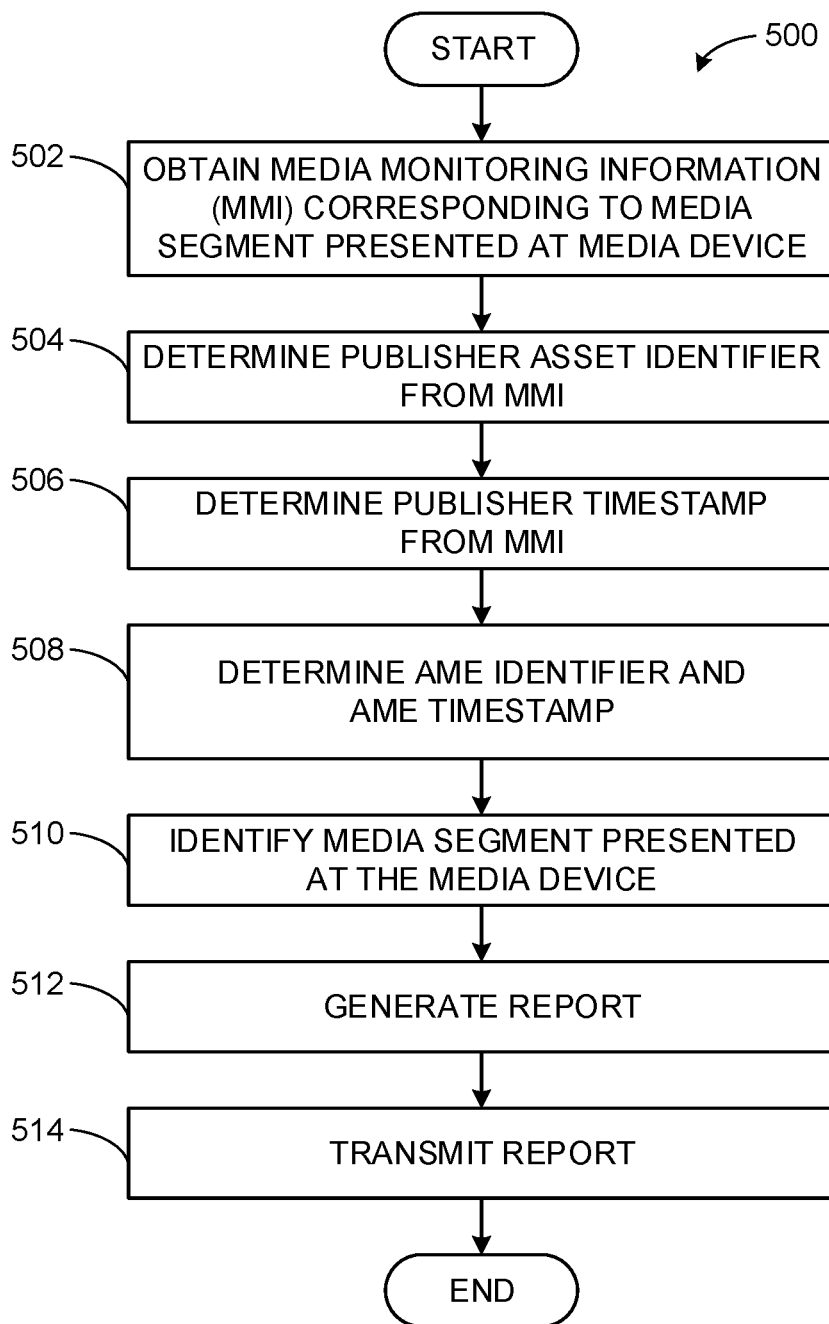 START
500
502
OBTAIN MEDIA MONITORING INFORMATION
(MMI) CORRESPONDING TO MEDIA
SEGMENT PRESENTED AT MEDIA DEVICE
504
DETERMINE PUBLISHER ASSET IDENTIFIER
FROM MMI
506
DETERMINE PUBLISHER TIMESTAMP
FROM MMI
508
DETERMINE AME IDENTIFIER AND
AME TIMESTAMP
510
IDENTIFY MEDIA SEGMENT PRESENTED
AT THE MEDIA DEVICE
512
GENERATE REPORT
514
TRANSMIT REPORT
END